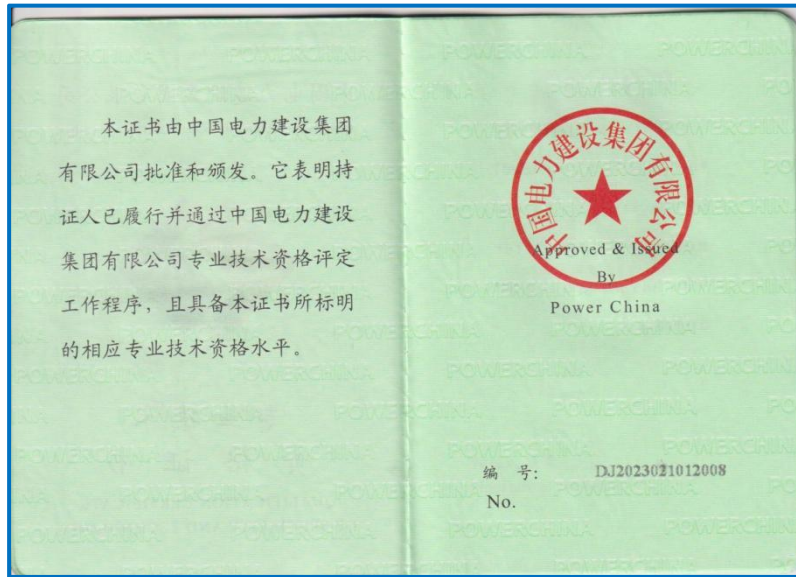 本证书由中国电力建设集团
有限公司批准和颁发。它表明持
证人已履行并通过中国电力建设
集团有限公司专业技术资格评定
工作程序，且具备本证书所标明
的相应专业技术资格水平。
中国电力建设集团有限公司
Approved & Issued
By
Power China
编 号: DJ2023021012008
No.
POWERCHINA